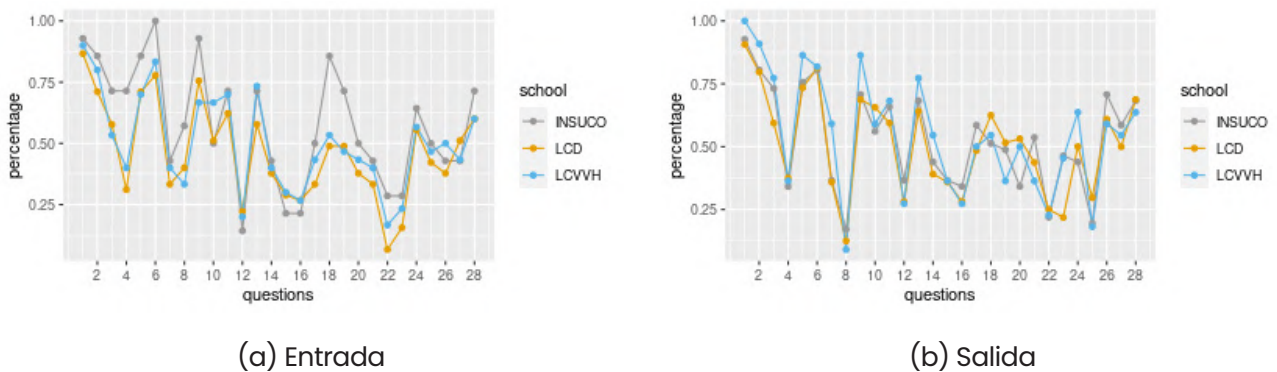 1.00
0.75
0.50
0.25
percentage
2 4 6 8 10 12 14 16 18 20 22 24 26 28
questions
school
INSUCO
LCD
LCVVH
(a) Entrada
1.00
0.75
0.50
0.25
percentage
2 4 6 8 10 12 14 16 18 20 22 24 26 28
questions
school
INSUCO
LCD
LCVVH
(b) Salida